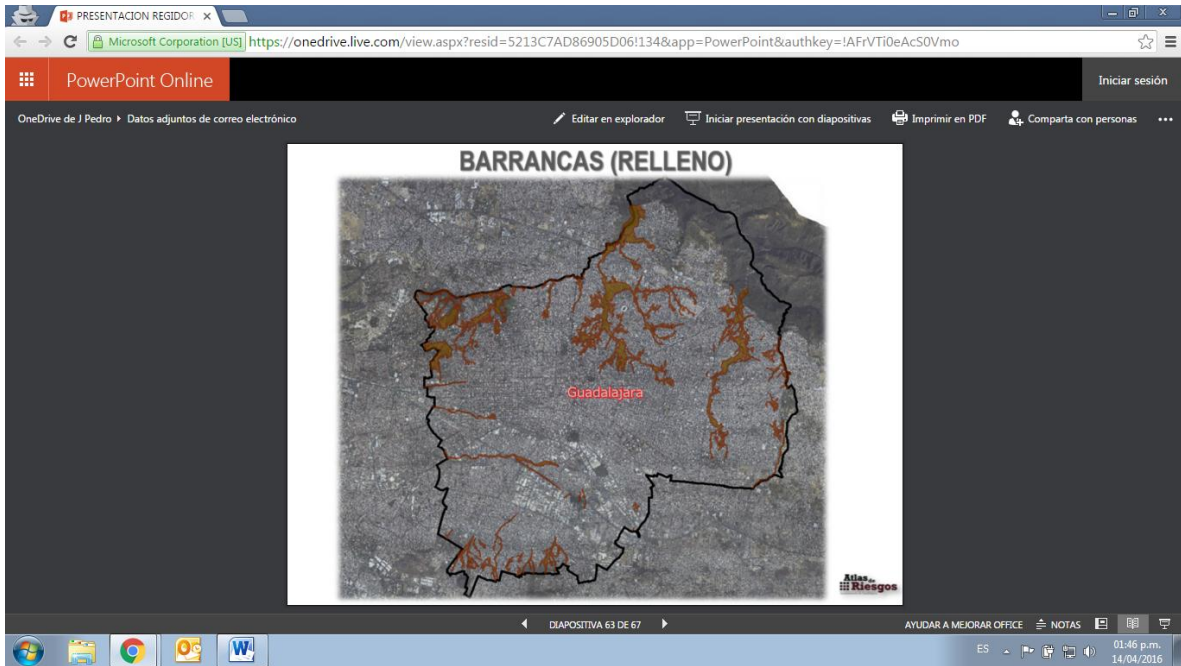 PRESENTACION REGIDOR
Microsoft Corporation [US] https://onedrive.live.com/view.aspx?resid=5213C7AD86905D06!134&app=PowerPoint&authkey=!AFrVTi0eAcS0Vmo
PowerPoint Online
Iniciar sesión
OneDrive de J Pedro ▸ Datos adjuntos de correo electrónico
Editar en explorador
Iniciar presentación con diapositivas
Imprimir en PDF
Comparta con personas
BARRANCAS (RELLENO)
Guadalajara
Atlas de
Riesgos
DIAPOSITIVA 63 DE 67
AYUDAR A MEJORAR OFFICE
NOTAS
ES
01:46 p.m.
14/04/2016